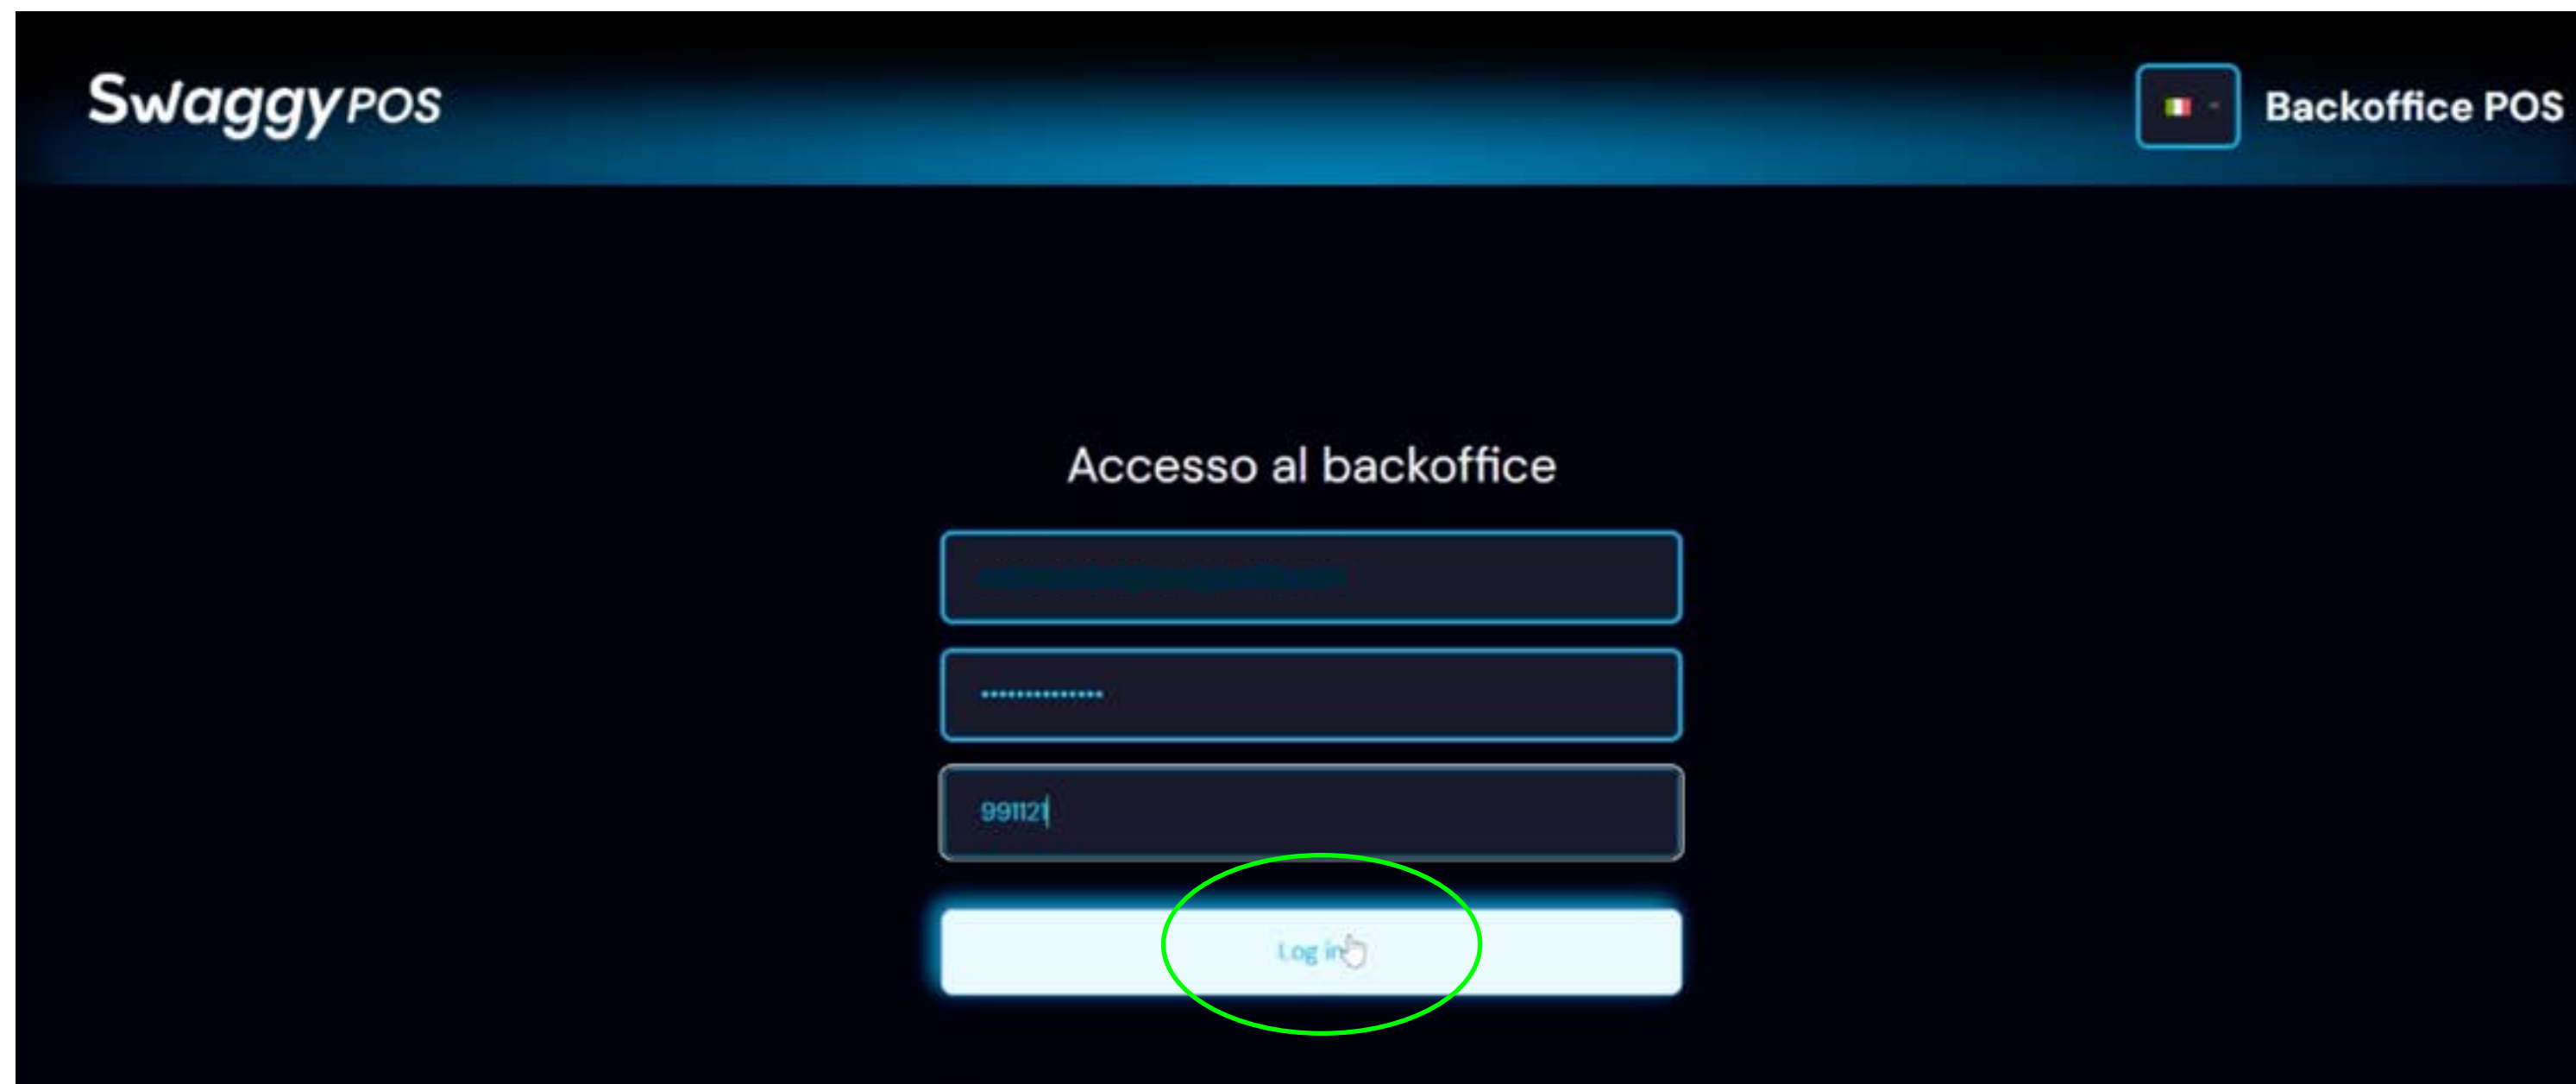 SwaggyPOS
Backoffice POS
Accesso al backoffice
••••••••••••••
991121
Log in